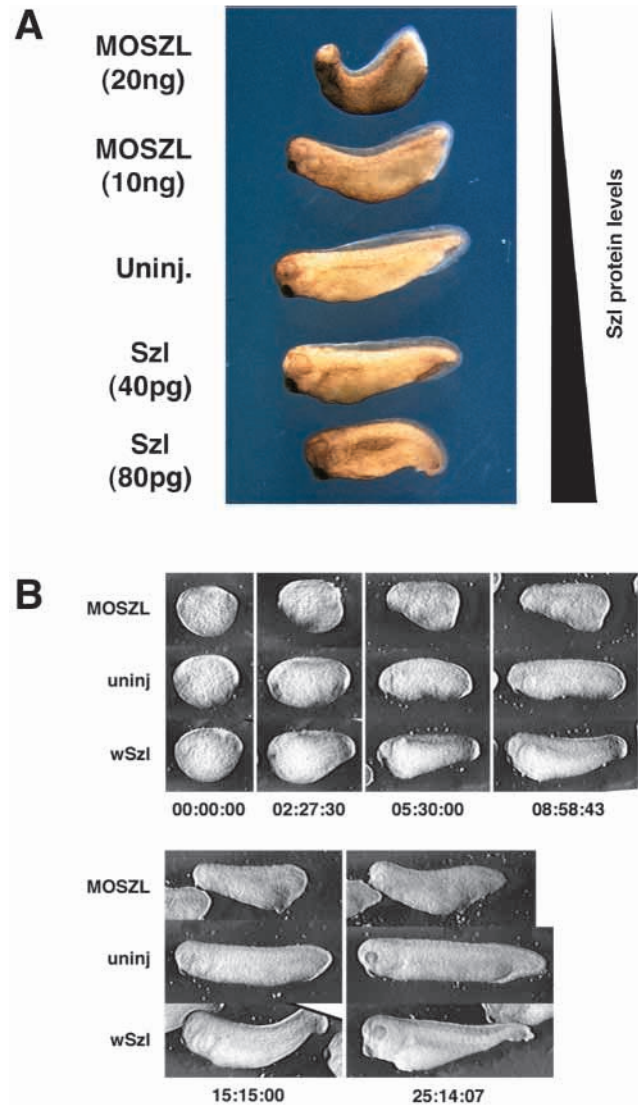 A
MOSZL
(20ng)
MOSZL
(10ng)
Uninj.
Szl
(40pg)
Szl
(80pg)
Szl protein levels
B
MOSZL
uninj
wSzl
00:00:00 02:27:30 05:30:00 08:58:43
MOSZL
uninj
wSzl
15:15:00 25:14:07